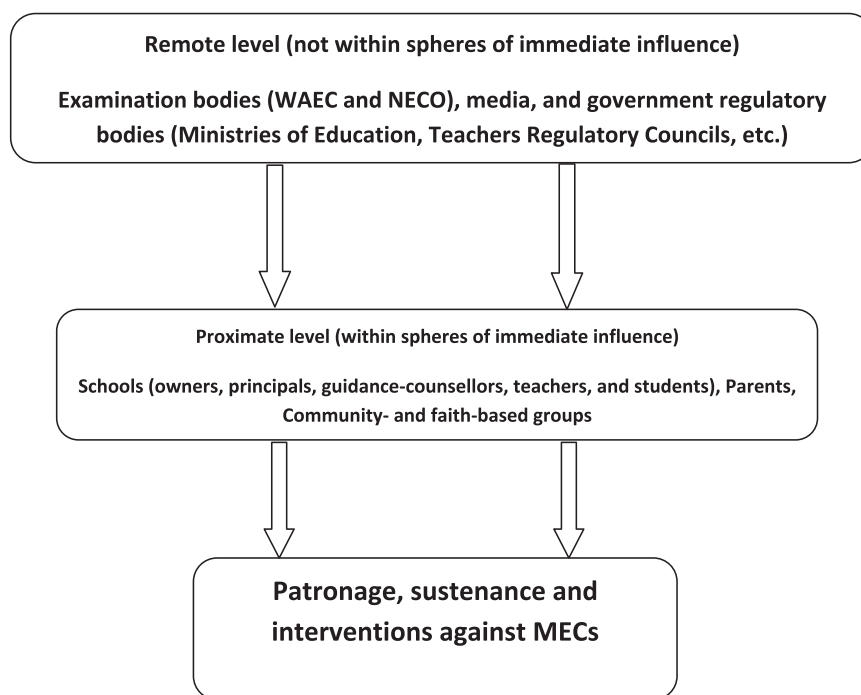 Remote level (not within spheres of immediate influence)
Examination bodies (WAEC and NECO), media, and government regulatory
bodies (Ministries of Education, Teachers Regulatory Councils, etc.)
Proximate level (within spheres of immediate influence)
Schools (owners, principals, guidance-counsellors, teachers, and students), Parents,
Community- and faith-based groups
Patronage, sustenance and
interventions against MECs